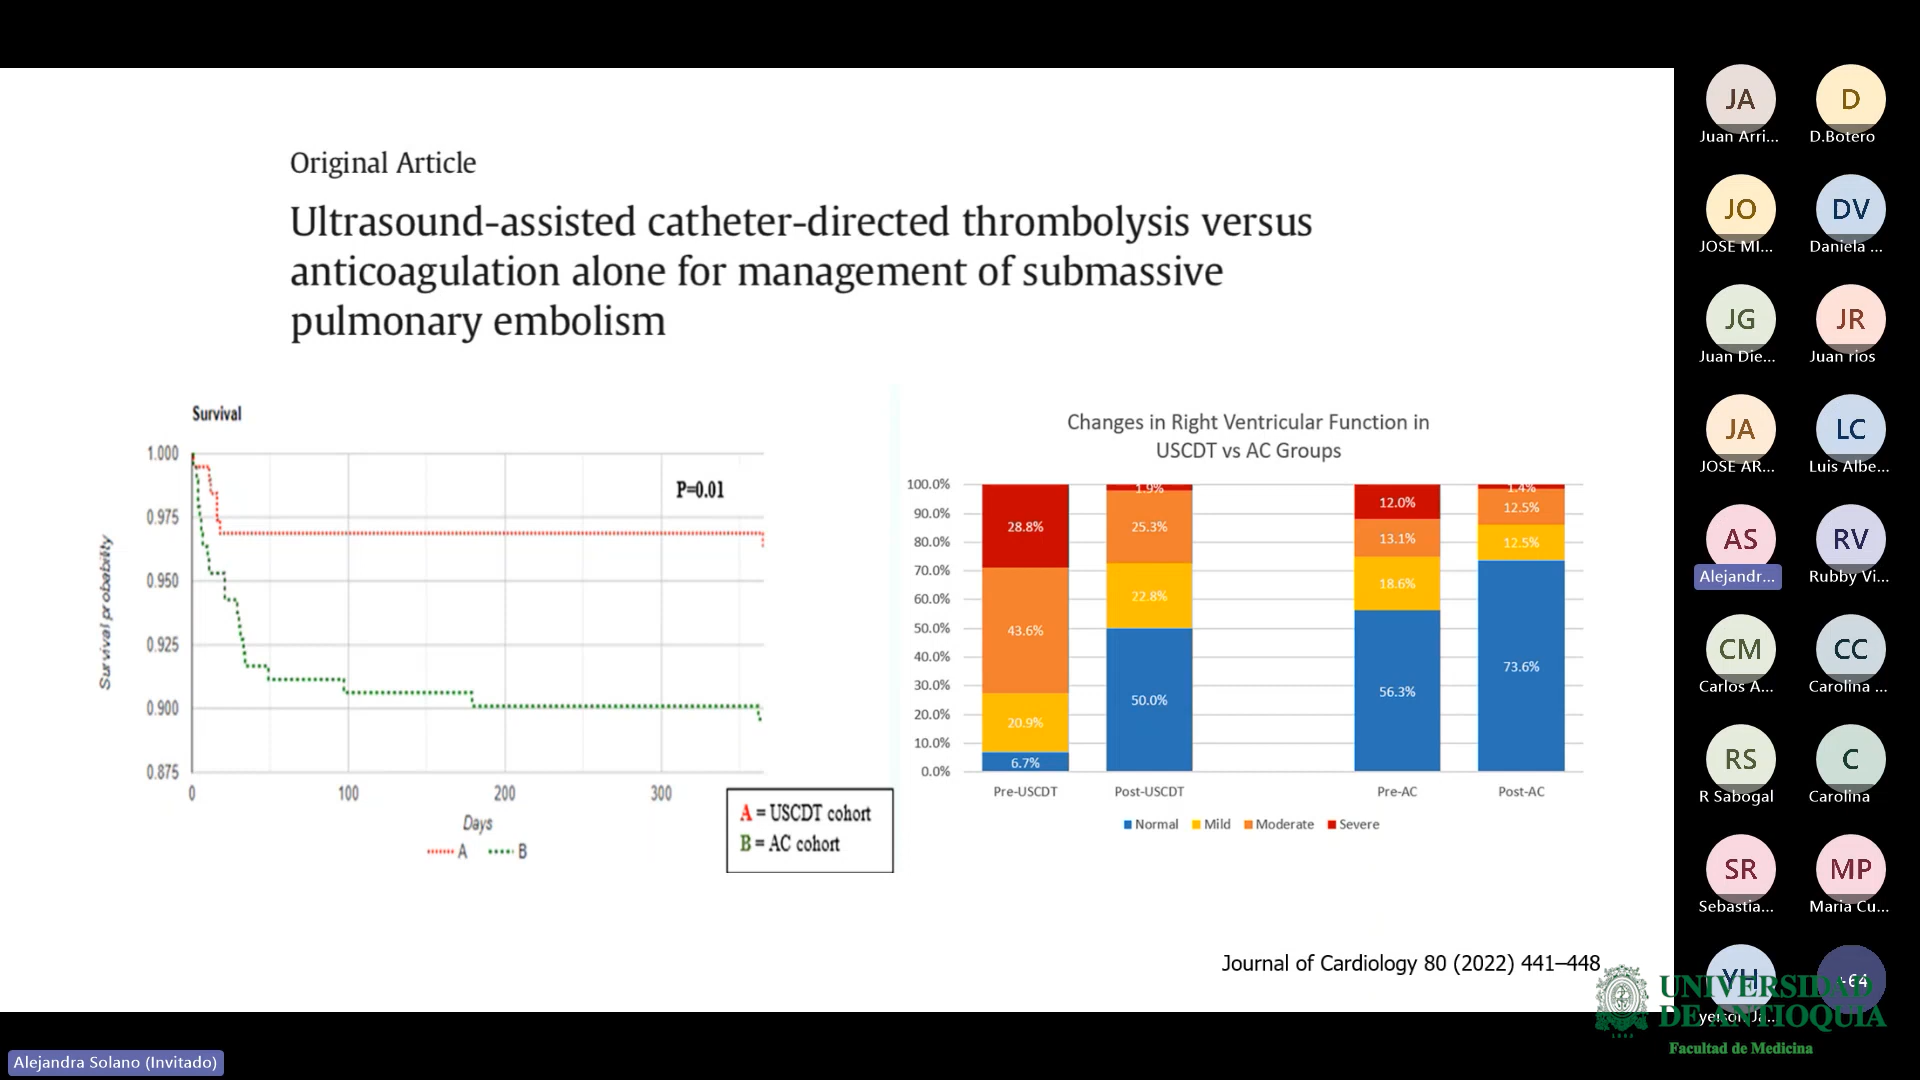 Original Article
Ultrasound-assisted catheter-directed thrombolysis versus
anticoagulation alone for management of submassive
pulmonary embolism
Survival
1.000
0.975
0.950
0.925
0.900
0.875
Survival probability
P=0.01
0
100
200
300
Days
A
B
A = USCDT cohort
B = AC cohort
Changes in Right Ventricular Function in
USCDT vs AC Groups
100.0%
90.0%
80.0%
70.0%
60.0%
50.0%
40.0%
30.0%
20.0%
10.0%
0.0%
28.8%
43.6%
20.9%
6.7%
1.9%
25.3%
22.8%
50.0%
12.0%
13.1%
18.6%
56.3%
1.4%
12.5%
12.5%
73.6%
Pre-USCDT
Post-USCDT
Pre-AC
Post-AC
Normal
Mild
Moderate
Severe
Journal of Cardiology 80 (2022) 441–448
JA
Juan Arri...
D
D.Botero
JO
JOSE MI...
DV
Daniela ...
JG
Juan Die...
JR
Juan rios
JA
JOSE AR...
LC
Luis Albe...
AS
Alejandr...
RV
Rubby Vi...
CM
Carlos A...
CC
Carolina ...
RS
R Sabogal
C
Carolina
SR
Sebastia...
MP
Maria Cu...
YH
+64
UNIVERSIDAD
DE ANTIOQUIA
Facultad de Medicina
1803
Alejandra Solano (Invitado)